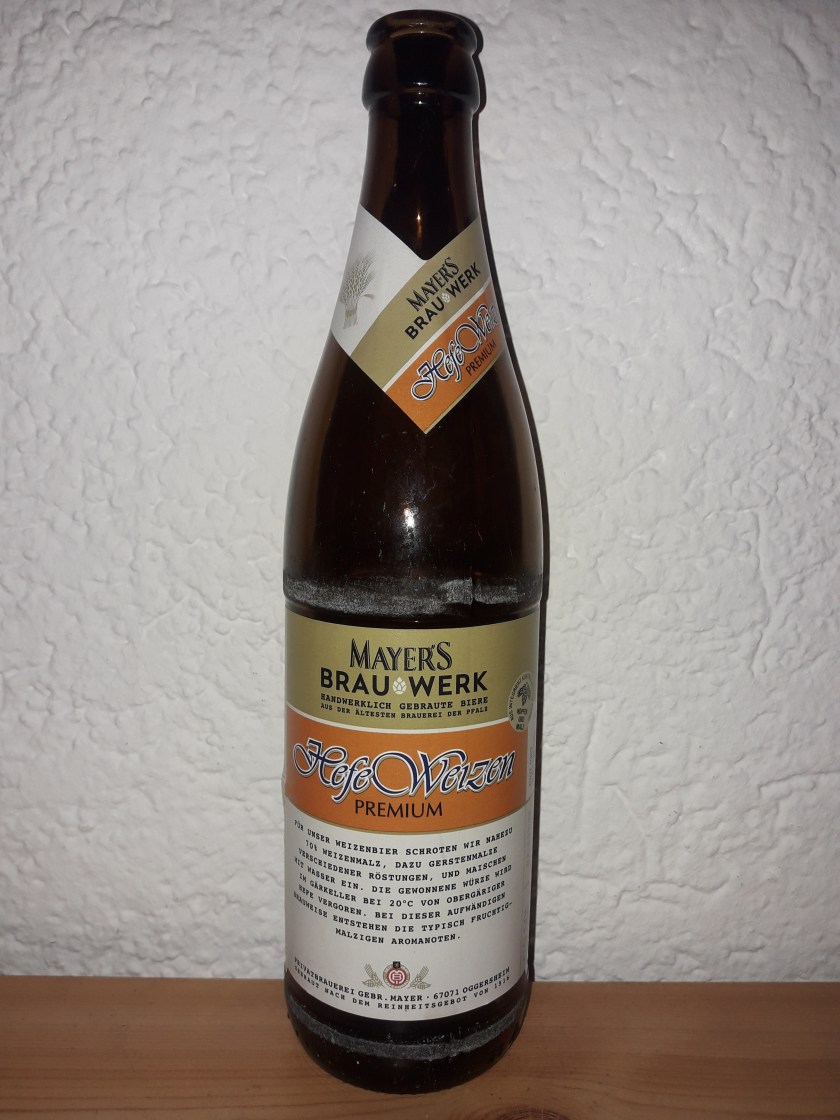 MAYER'S
BRAU WERK
Hefe
PREMIUM
MAYER'S
BRAU WERK
HANDWERKLICH GEBRAUTE BIERE
AUS DER ÄLTESTEN BRAUEREI DER PFALZ
HOPFEN
UND
MALZ
Hefe Weizen
PREMIUM
FÜR UNSER WEIZENBIER SCHROTEN WIR NAHEZU
70% WEIZENMALZ, DAZU GERSTENMALZE
VERSCHIEDENER RÖSTUNGEN, UND MAISCHEN
MIT WASSER EIN. DIE GEWONNENE WÜRZE WIRD
IM GÄRKELLER BEI 20°C VON OBERGÄRIGER
HEFE VERGOREN. BEI DIESER AUFWÄNDIGEN
BRAUWEISE ENTSTEHEN DIE TYPISCH FRUCHTIG-
MALZIGEN AROMANOTEN.
PRIVATBRAUEREI GEBR. MAYER · 67071 OGGERSHEIM
GEBRAUT NACH DEM REINHEITSGEBOT VON 1516